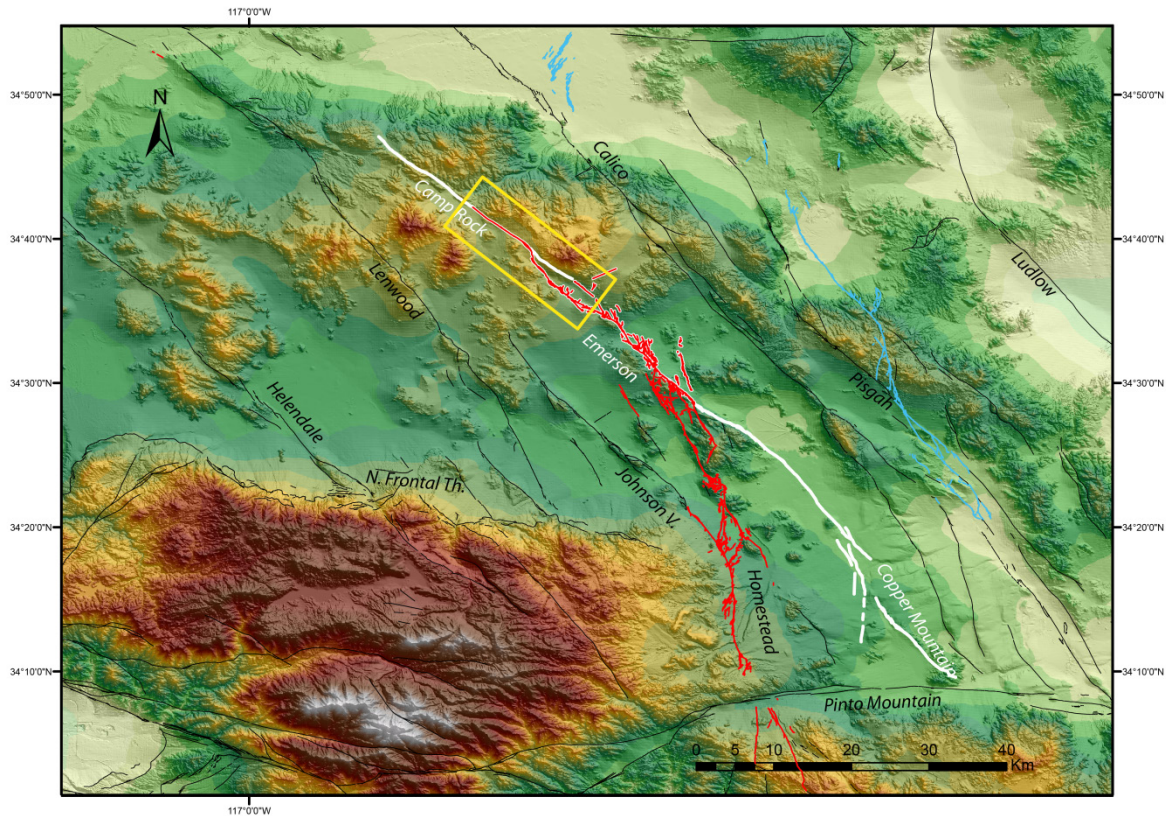 117°0'0"W
34°50'0"N
34°50'0"N
N
Calico
Camp Rock
34°40'0"N
34°40'0"N
Ludlow
Lenwood
Emerson
34°30'0"N
34°30'0"N
Pisgah
Helendale
N. Frontal Th.
Johnson V.
34°20'0"N
34°20'0"N
Copper Mountain
Homestead
34°10'0"N
34°10'0"N
Pinto Mountain
0 5 10 20 30 40
Km
117°0'0"W